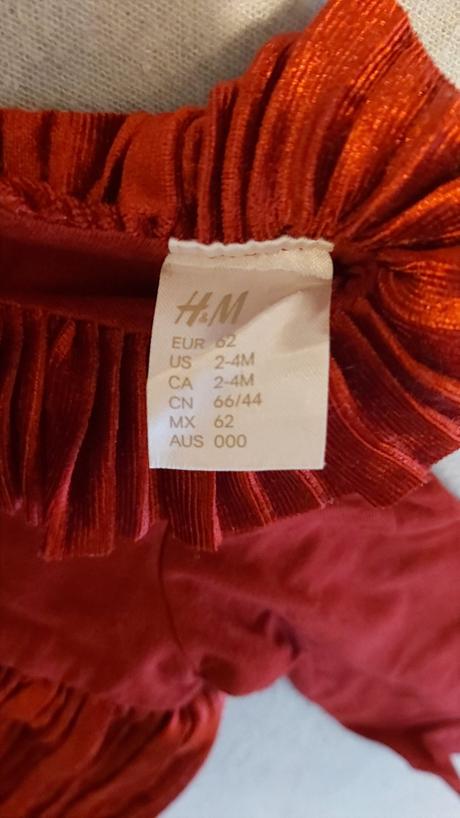 H&M
EUR 62
US 2-4M
CA 2-4M
CN 66/44
MX 62
AUS 000